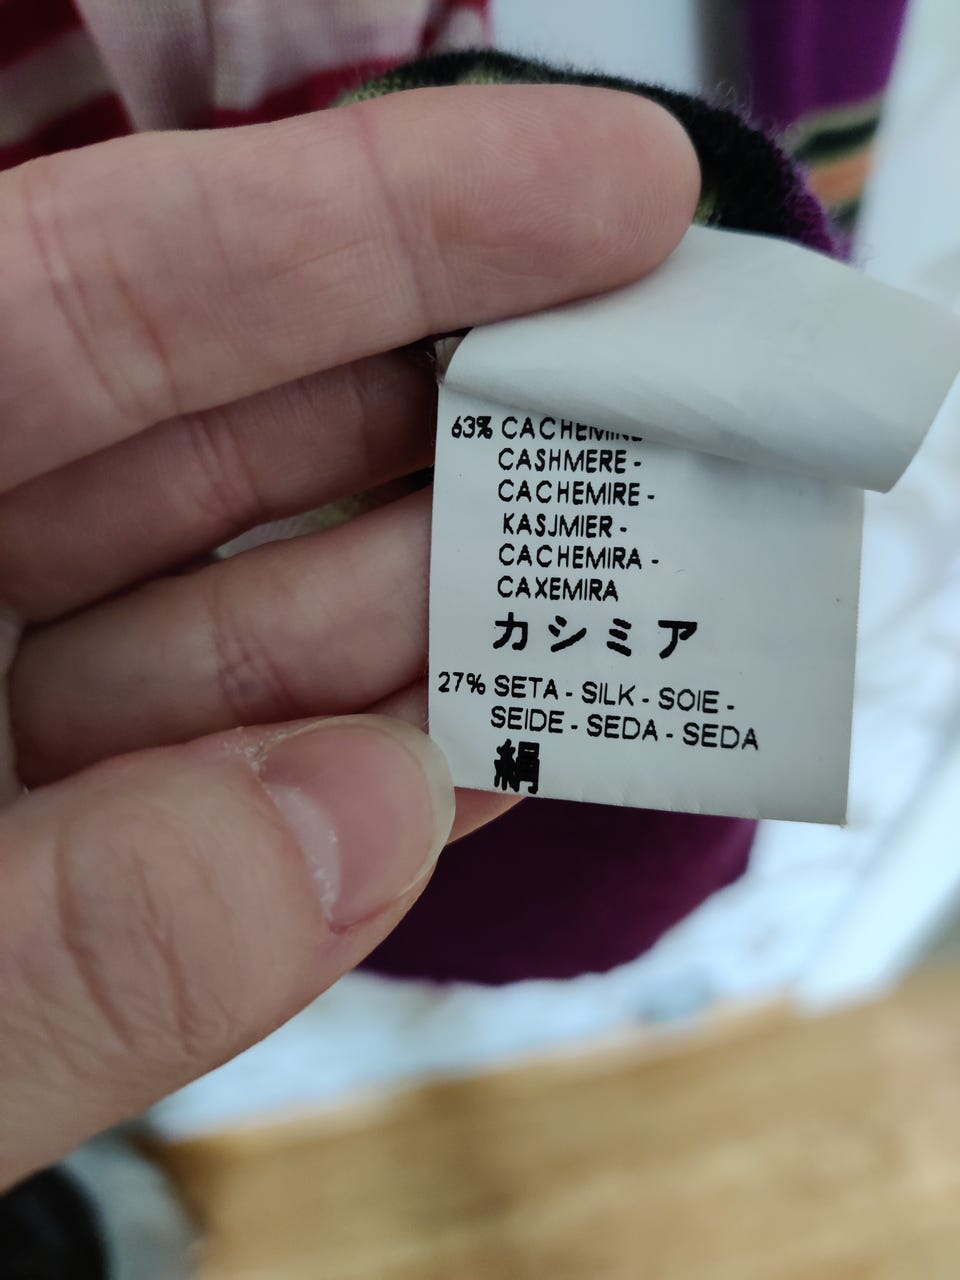 63% CACHEMIRE
CASHMERE -
CACHEMIRE -
KASJMIER -
CACHEMIRA -
CAXEMIRA
カシミア
27% SETA - SILK - SOIE -
SEIDE - SEDA - SEDA
絹